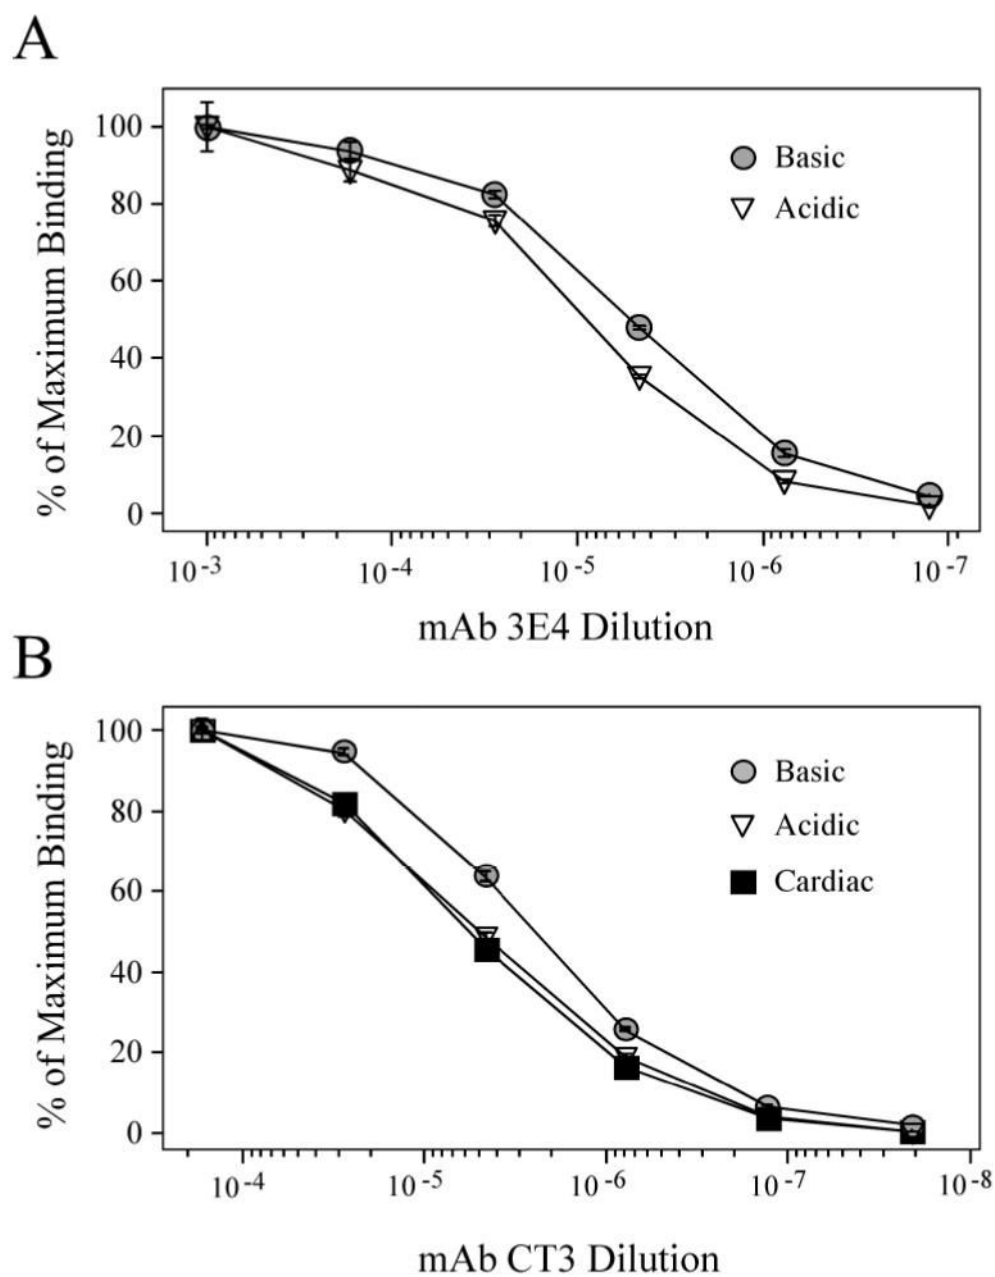 A
% of Maximum Binding
100
80
60
40
20
0
Basic
Acidic
10-3 10-4 10-5 10-6 10-7
mAb 3E4 Dilution
B
% of Maximum Binding
100
80
60
40
20
0
Basic
Acidic
Cardiac
10-4 10-5 10-6 10-7 10-8
mAb CT3 Dilution